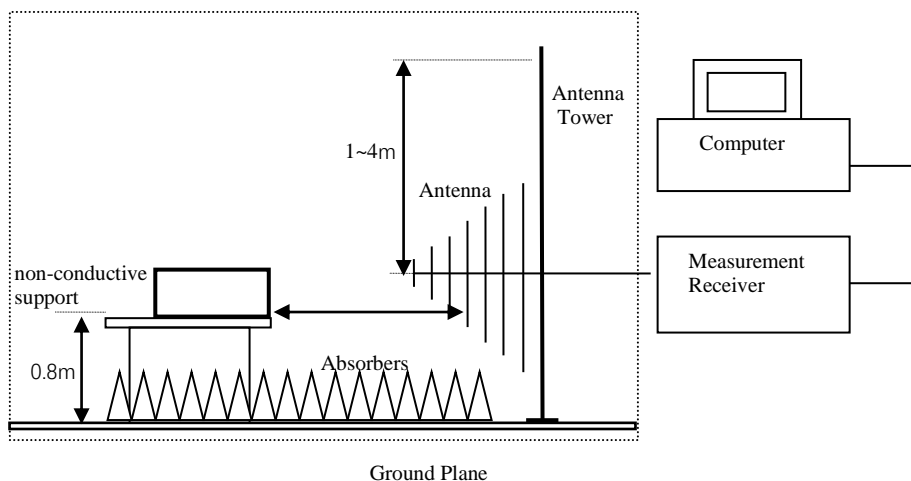 Antenna
Tower
1~4m
Computer
Antenna
non-conductive
support
Measurement
Receiver
0.8m
Absorbers
Ground Plane